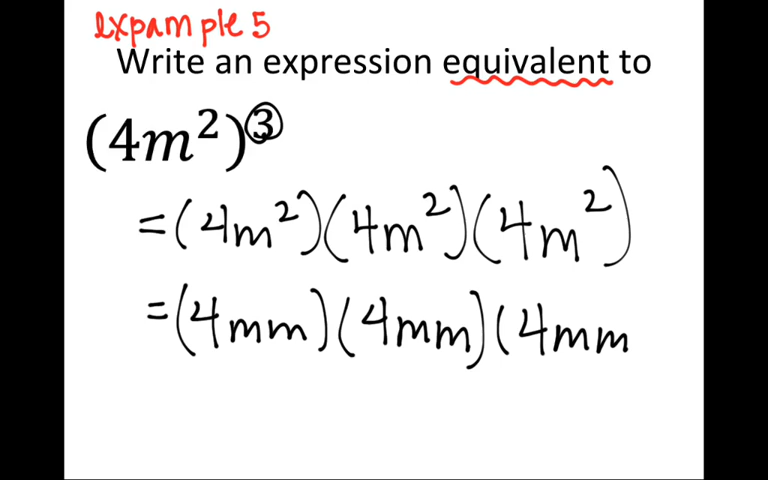 expample 5
Write an expression equivalent to
(4m²)³
=(4m²)(4m²)(4m²)
=(4mm)(4mm)(4mm